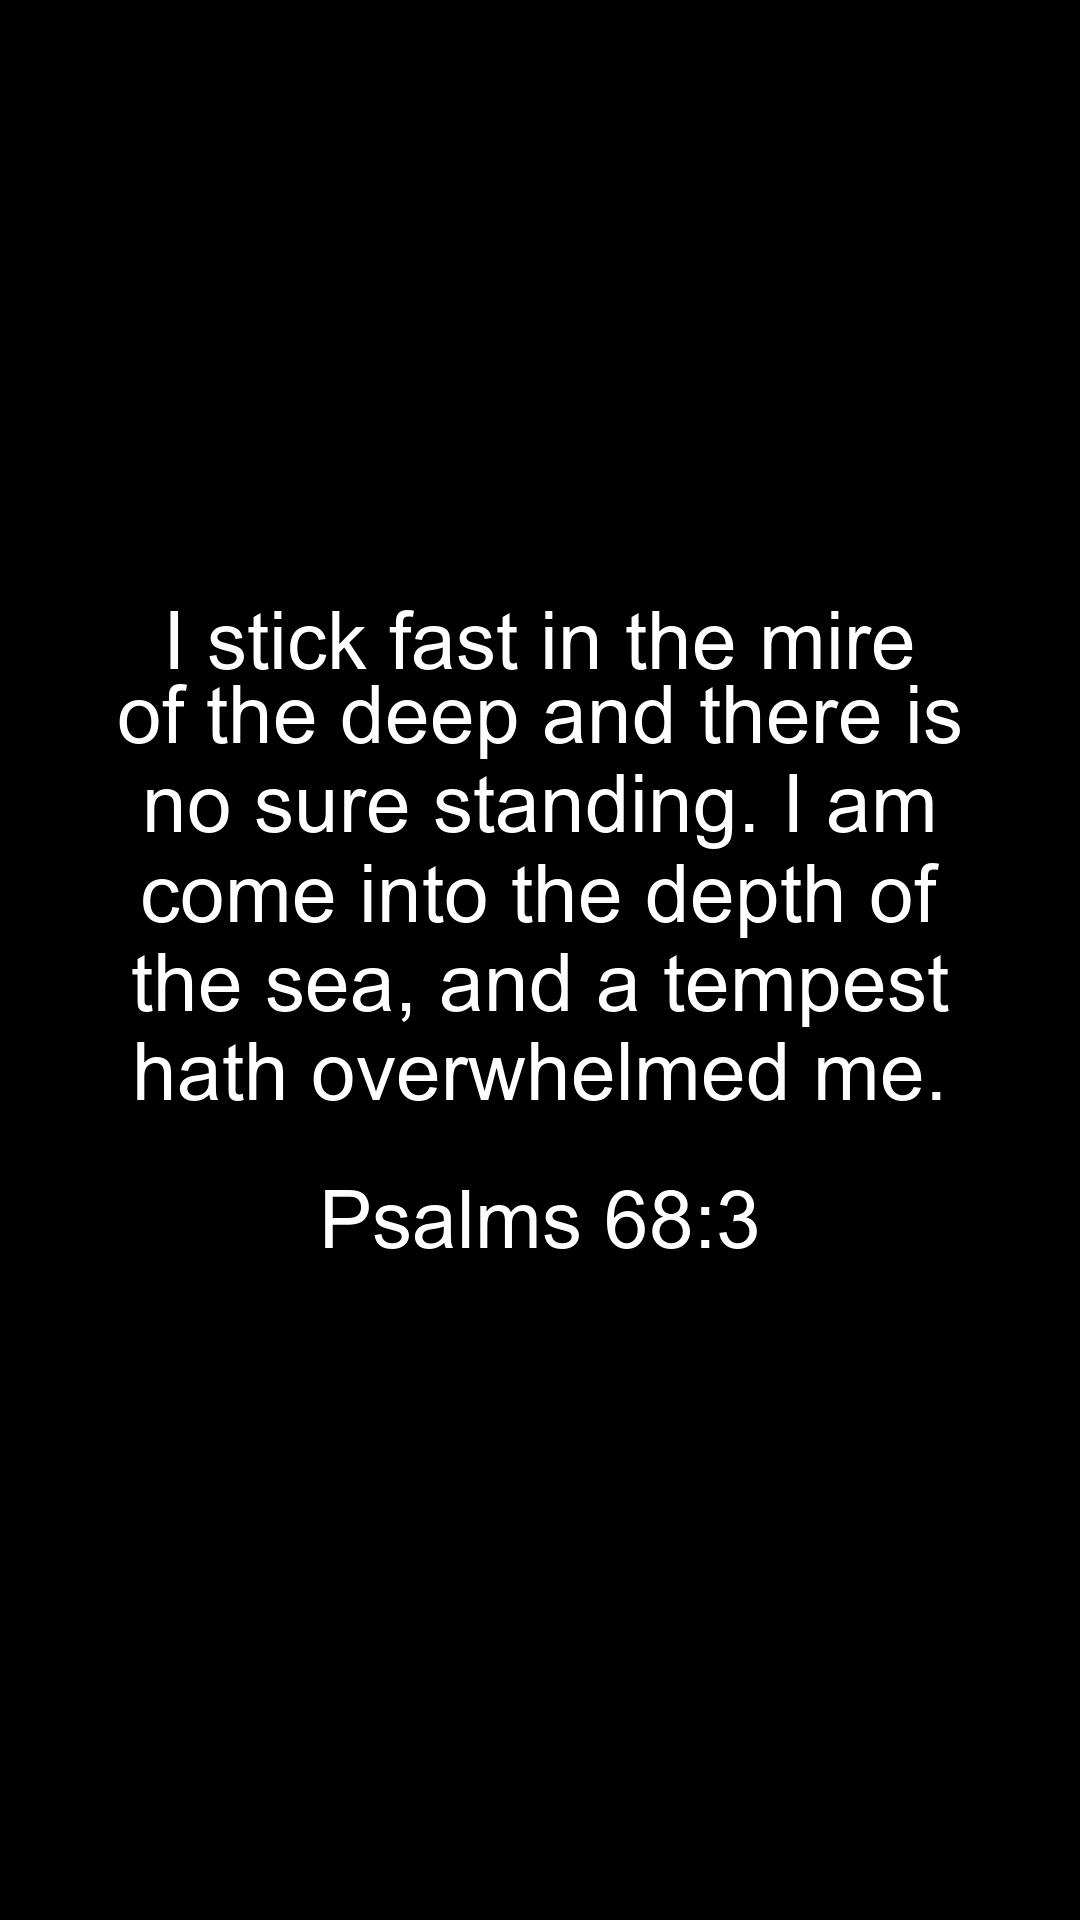 I stick fast in the mire
of the deep and there is
no sure standing. I am
come into the depth of
the sea, and a tempest
hath overwhelmed me.
Psalms 68:3